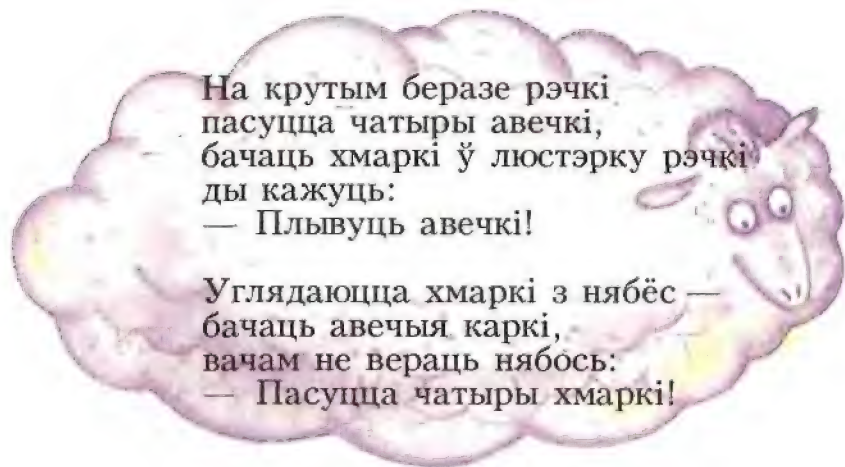 На крутым беразе рэчкі
пасуцца чатыры авечкі,
бачаць хмаркі ў люстэрку рэчкі
ды кажуць:
— Плывуць авечкі!
Углядаюцца хмаркі з нябёс —
бачаць авечыя каркі,
вачам не вераць нябось:
— Пасуцца чатыры хмаркі!